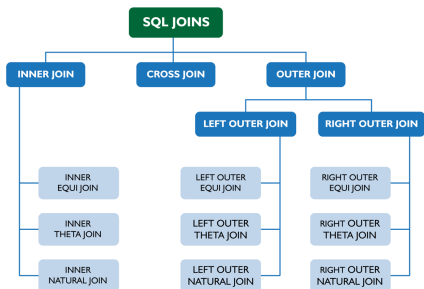 SQL JOINS
INNER JOIN
CROSS JOIN
OUTER JOIN
LEFT OUTER JOIN
RIGHT OUTER JOIN
INNER
EQUI JOIN
LEFT OUTER
EQUI JOIN
RIGHT OUTER
EQUI JOIN
INNER
THETA JOIN
LEFT OUTER
THETA JOIN
RIGHT OUTER
THETA JOIN
INNER
NATURAL JOIN
LEFT OUTER
NATURAL JOIN
RIGHT OUTER
NATURAL JOIN